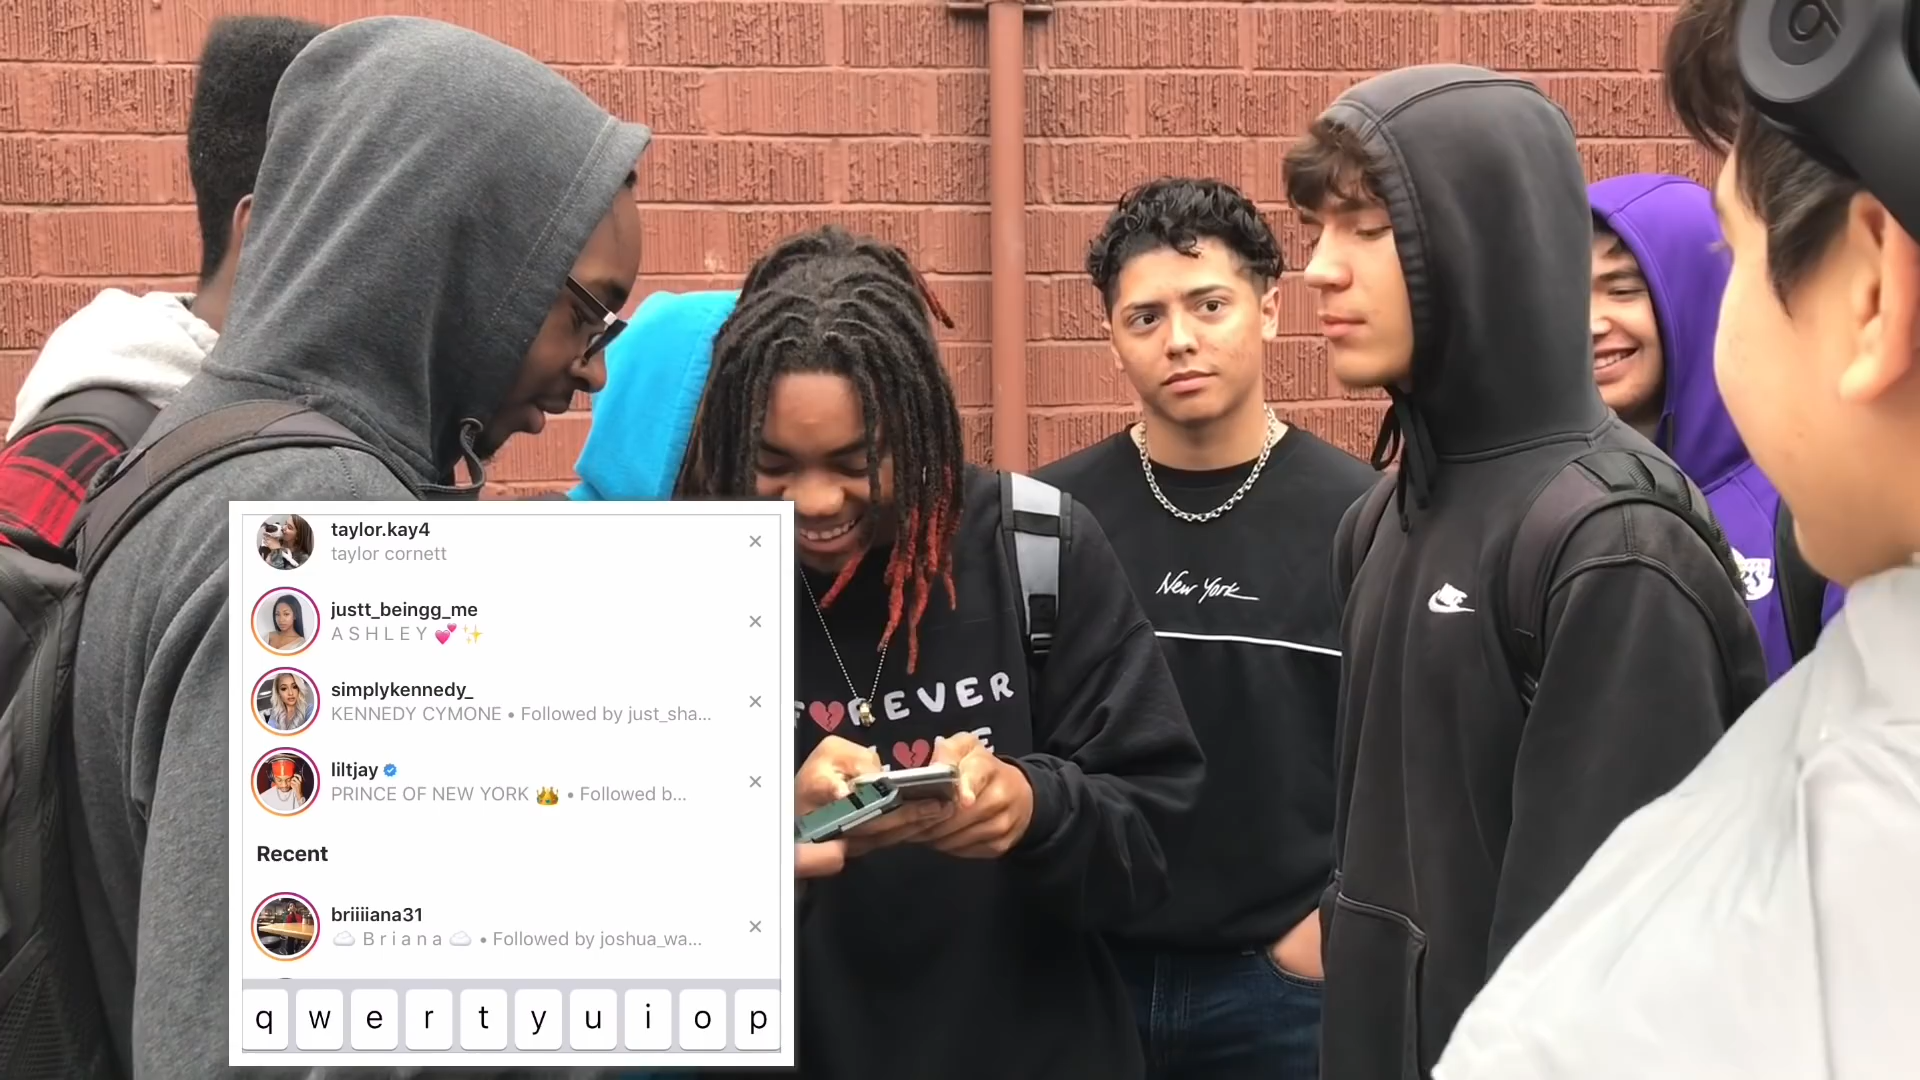 taylor.kay4
taylor cornett
justt_beingg_me
A S H L E Y 💕 ✨
simplykennedy_
KENNEDY CYMONE • Followed by just_sha...
liltjay
PRINCE OF NEW YORK 👑 • Followed b...
Recent
briiiiana31
☁️ B r i a n a ☁️ • Followed by joshua_wa...
q w e r t y u i o p
New York
F💔REVER